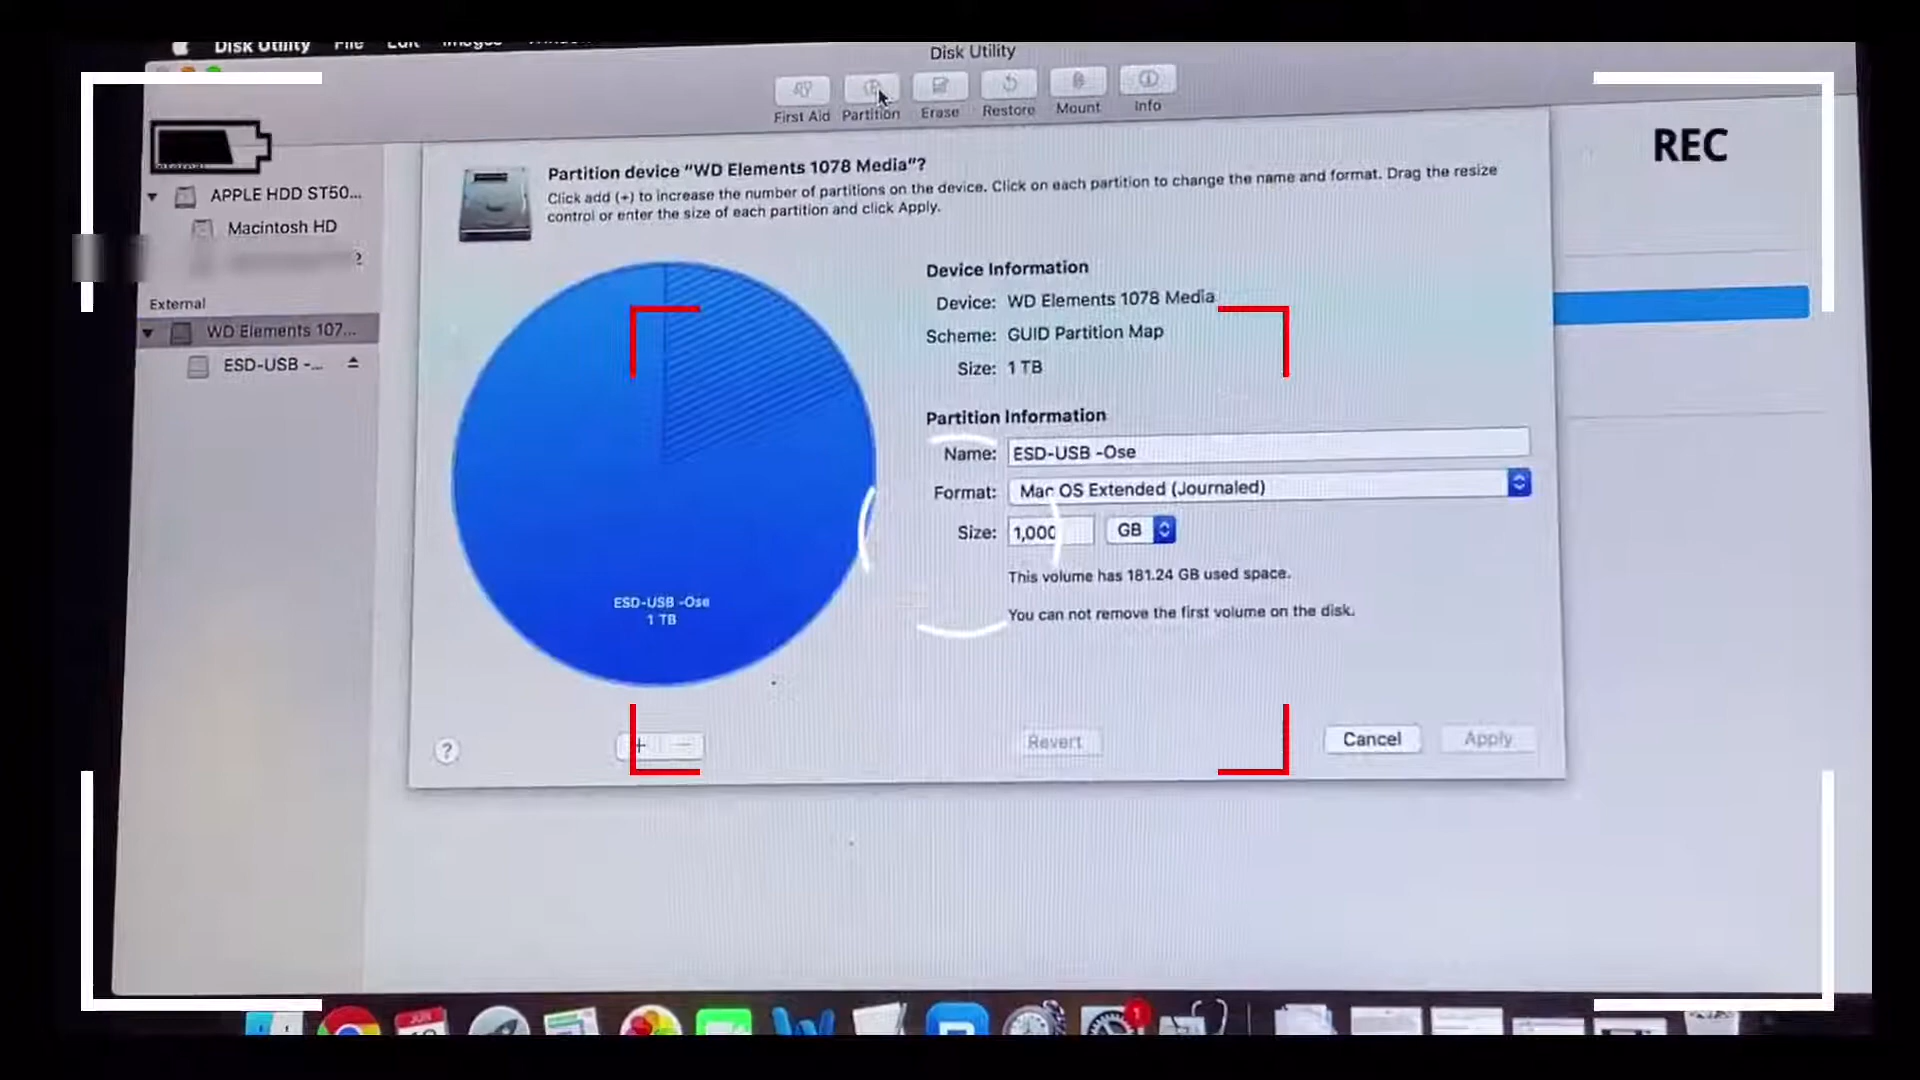 Disk Utility File Edit Images
Disk Utility
First Aid Partition Erase Restore Mount Info
REC
APPLE HDD ST50...
Macintosh HD
External
WD Elements 107...
ESD-USB -...
Partition device "WD Elements 1078 Media"?
Click add (+) to increase the number of partitions on the device. Click on each partition to change the name and format. Drag the resize
control or enter the size of each partition and click Apply.
Device Information
Device: WD Elements 1078 Media
Scheme: GUID Partition Map
Size: 1 TB
Partition Information
Name: ESD-USB -Ose
Format: Mac OS Extended (Journaled)
Size: 1,000 GB
This volume has 181.24 GB used space.
You can not remove the first volume on the disk.
ESD-USB -Ose
1 TB
? + −
Revert Cancel Apply
JUN
1